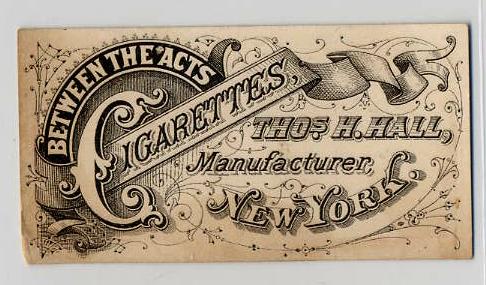 BETWEEN THE ACTS
CIGARETTES,
THOS H. HALL,
Manufacturer,
NEW YORK.